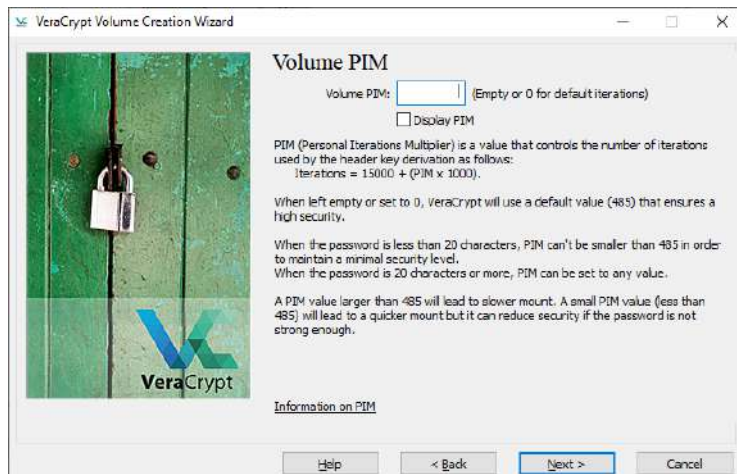 VeraCrypt Volume Creation Wizard
Volume PIM
Volume PIM:
(Empty or 0 for default iterations)
Display PIM
PIM (Personal Iterations Multiplier) is a value that controls the number of iterations
used by the header key derivation as follows:
Iterations = 15000 + (PIM x 1000).
When left empty or set to 0, VeraCrypt will use a default value (485) that ensures a
high security.
When the password is less than 20 characters, PIM can't be smaller than 485 in order
to maintain a minimal security level.
When the password is 20 characters or more, PIM can be set to any value.
A PIM value larger than 485 will lead to slower mount. A small PIM value (less than
485) will lead to a quicker mount but it can reduce security if the password is not
strong enough.
VeraCrypt
Information on PIM
Help
< Back
Next >
Cancel